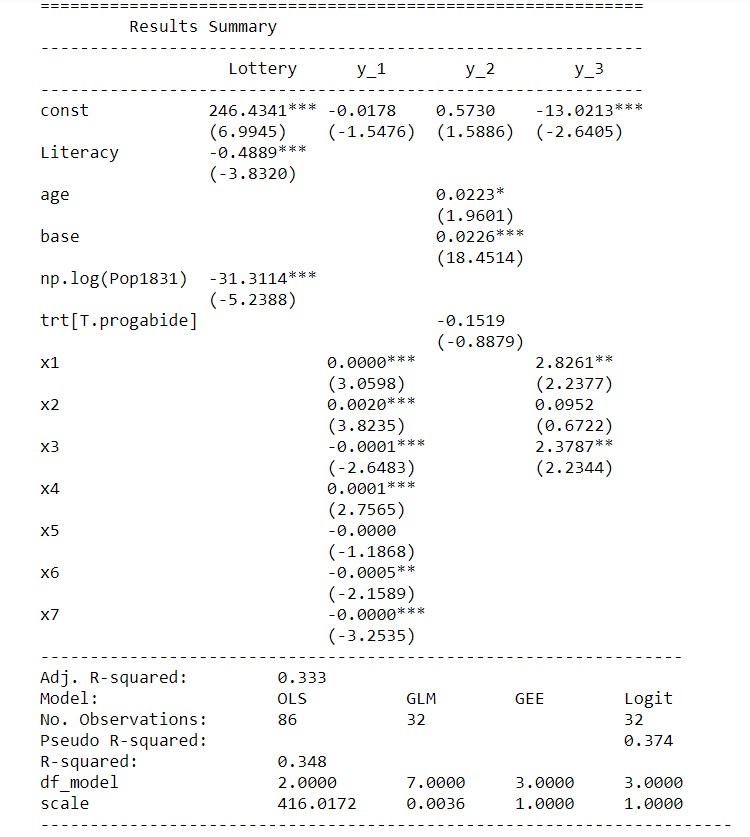 Results Summary
Lottery y_1 y_2 y_3
const 246.4341*** -0.0178 0.5730 -13.0213***
(6.9945) (-1.5476) (1.5886) (-2.6405)
Literacy -0.4889***
(-3.8320)
age 0.0223*
(1.9601)
base 0.0226***
(18.4514)
np.log(Pop1831) -31.3114***
(-5.2388)
trt[T.progabide] -0.1519
(-0.8879)
x1 0.0000*** 2.8261**
(3.0598) (2.2377)
x2 0.0020*** 0.0952
(3.8235) (0.6722)
x3 -0.0001*** 2.3787**
(-2.6483) (2.2344)
x4 0.0001***
(2.7565)
x5 -0.0000
(-1.1868)
x6 -0.0005**
(-2.1589)
x7 -0.0000***
(-3.2535)
Adj. R-squared: 0.333
Model: OLS GLM GEE Logit
No. Observations: 86 32 32
Pseudo R-squared: 0.374
R-squared: 0.348
df_model 2.0000 7.0000 3.0000 3.0000
scale 416.0172 0.0036 1.0000 1.0000